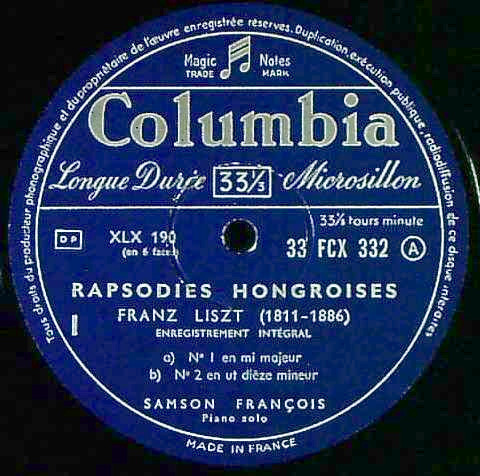 Tous droits du producteur phonographique et du propriétaire de l'œuvre enregistrée réservés. Duplication, exécution publique, radiodiffusion de ce disque interdites
Magic Notes
TRADE MARK
Columbia
Longue Durée 33⅓ Microsillon
33⅓ tours minute
DP XLX 190 33 FCX 332 A
(en 6 faces)
RAPSODIES HONGROISES
I FRANZ LISZT (1811-1886)
ENREGISTREMENT INTÉGRAL
a) N° 1 en mi majeur
b) N° 2 en ut dièze mineur
SAMSON FRANÇOIS
Piano solo
MADE IN FRANCE